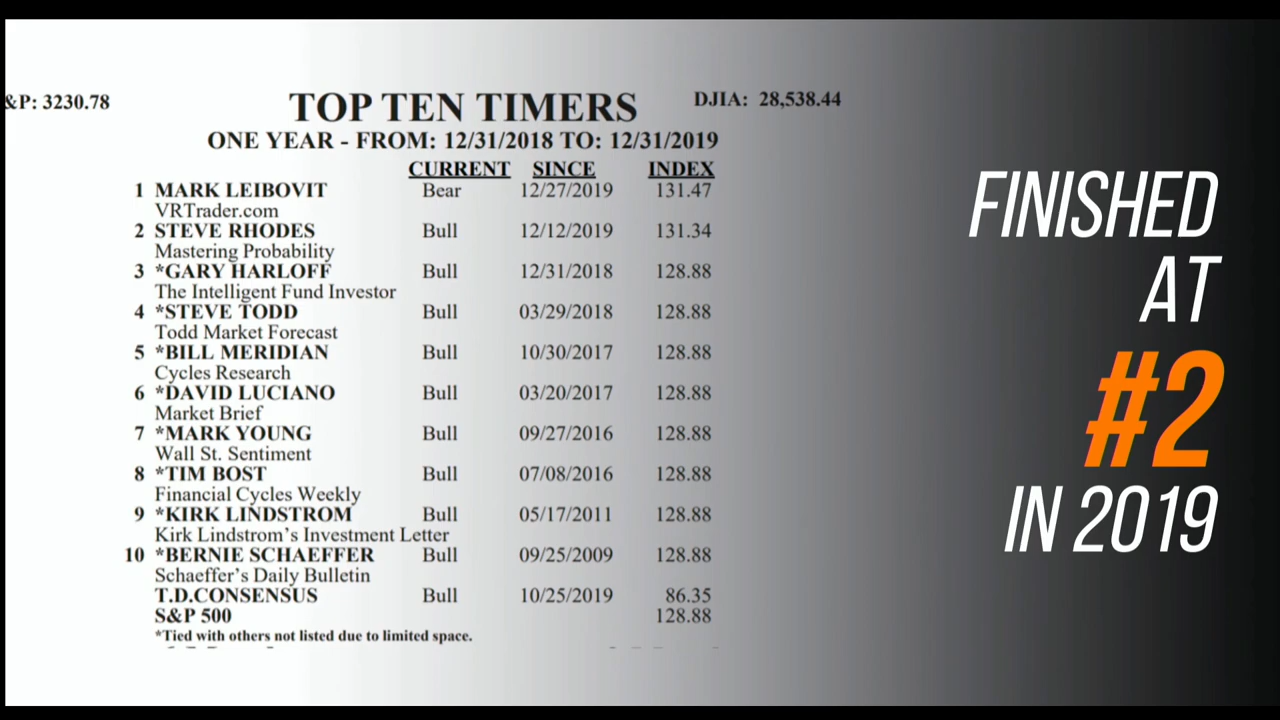 &P: 3230.78
TOP TEN TIMERS
DJIA: 28,538.44
ONE YEAR - FROM: 12/31/2018 TO: 12/31/2019
CURRENT SINCE INDEX
1 MARK LEIBOVIT Bear 12/27/2019 131.47
VRTrader.com
2 STEVE RHODES Bull 12/12/2019 131.34
Mastering Probability
3 *GARY HARLOFF Bull 12/31/2018 128.88
The Intelligent Fund Investor
4 *STEVE TODD Bull 03/29/2018 128.88
Todd Market Forecast
5 *BILL MERIDIAN Bull 10/30/2017 128.88
Cycles Research
6 *DAVID LUCIANO Bull 03/20/2017 128.88
Market Brief
7 *MARK YOUNG Bull 09/27/2016 128.88
Wall St. Sentiment
8 *TIM BOST Bull 07/08/2016 128.88
Financial Cycles Weekly
9 *KIRK LINDSTROM Bull 05/17/2011 128.88
Kirk Lindstrom's Investment Letter
10 *BERNIE SCHAEFFER Bull 09/25/2009 128.88
Schaeffer's Daily Bulletin
T.D.CONSENSUS Bull 10/25/2019 86.35
S&P 500 128.88
*Tied with others not listed due to limited space.
FINISHED
AT
#2
IN 2019